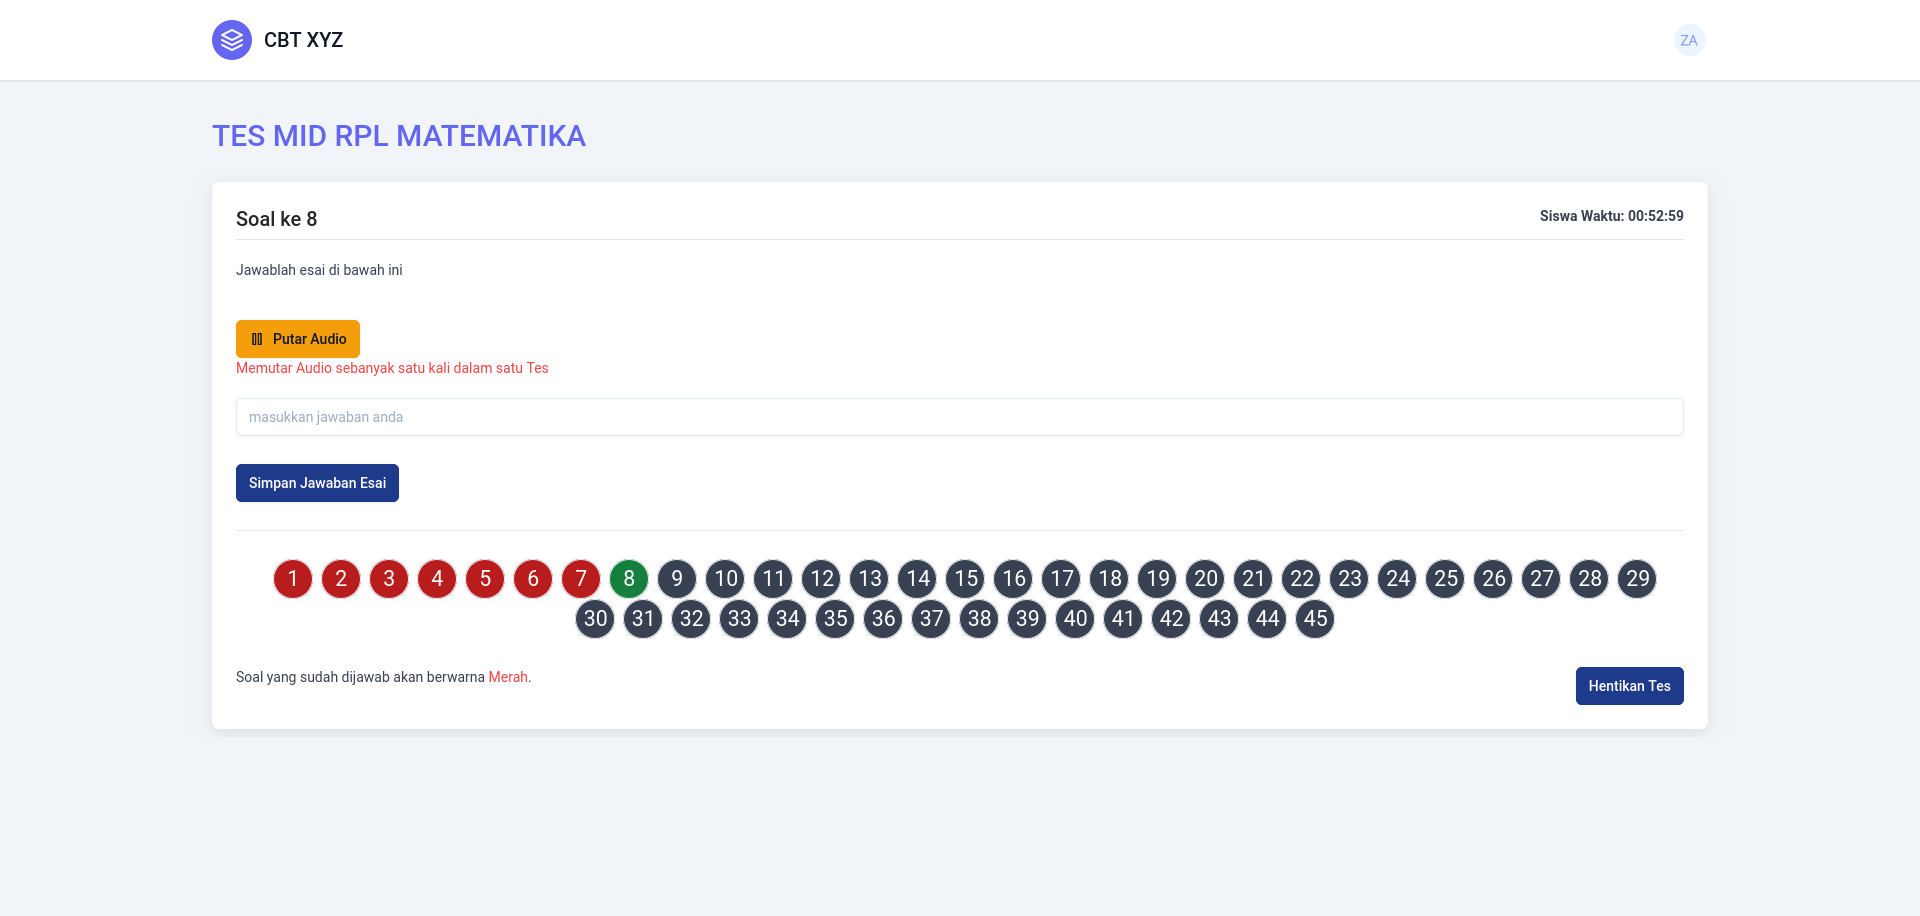 CBT XYZ
ZA
TES MID RPL MATEMATIKA
Soal ke 8
Siswa Waktu: 00:52:59
Jawablah esai di bawah ini
Putar Audio
Memutar Audio sebanyak satu kali dalam satu Tes
masukkan jawaban anda
Simpan Jawaban Esai
1 2 3 4 5 6 7 8 9 10 11 12 13 14 15 16 17 18 19 20 21 22 23 24 25 26 27 28 29
30 31 32 33 34 35 36 37 38 39 40 41 42 43 44 45
Soal yang sudah dijawab akan berwarna Merah.
Hentikan Tes